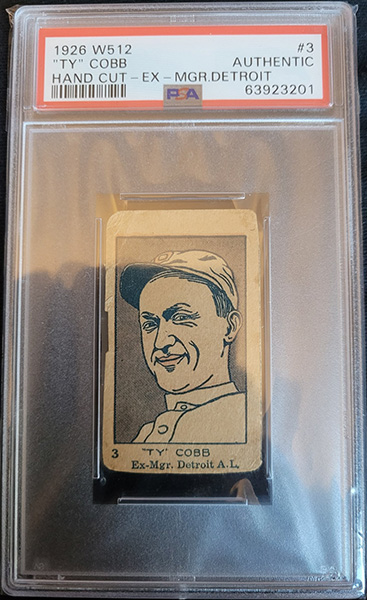 1926 W512 #3
"TY" COBB AUTHENTIC
HAND CUT - EX - MGR.DETROIT
PSA 63923201
3 "TY" COBB
Ex-Mgr. Detroit A.L.